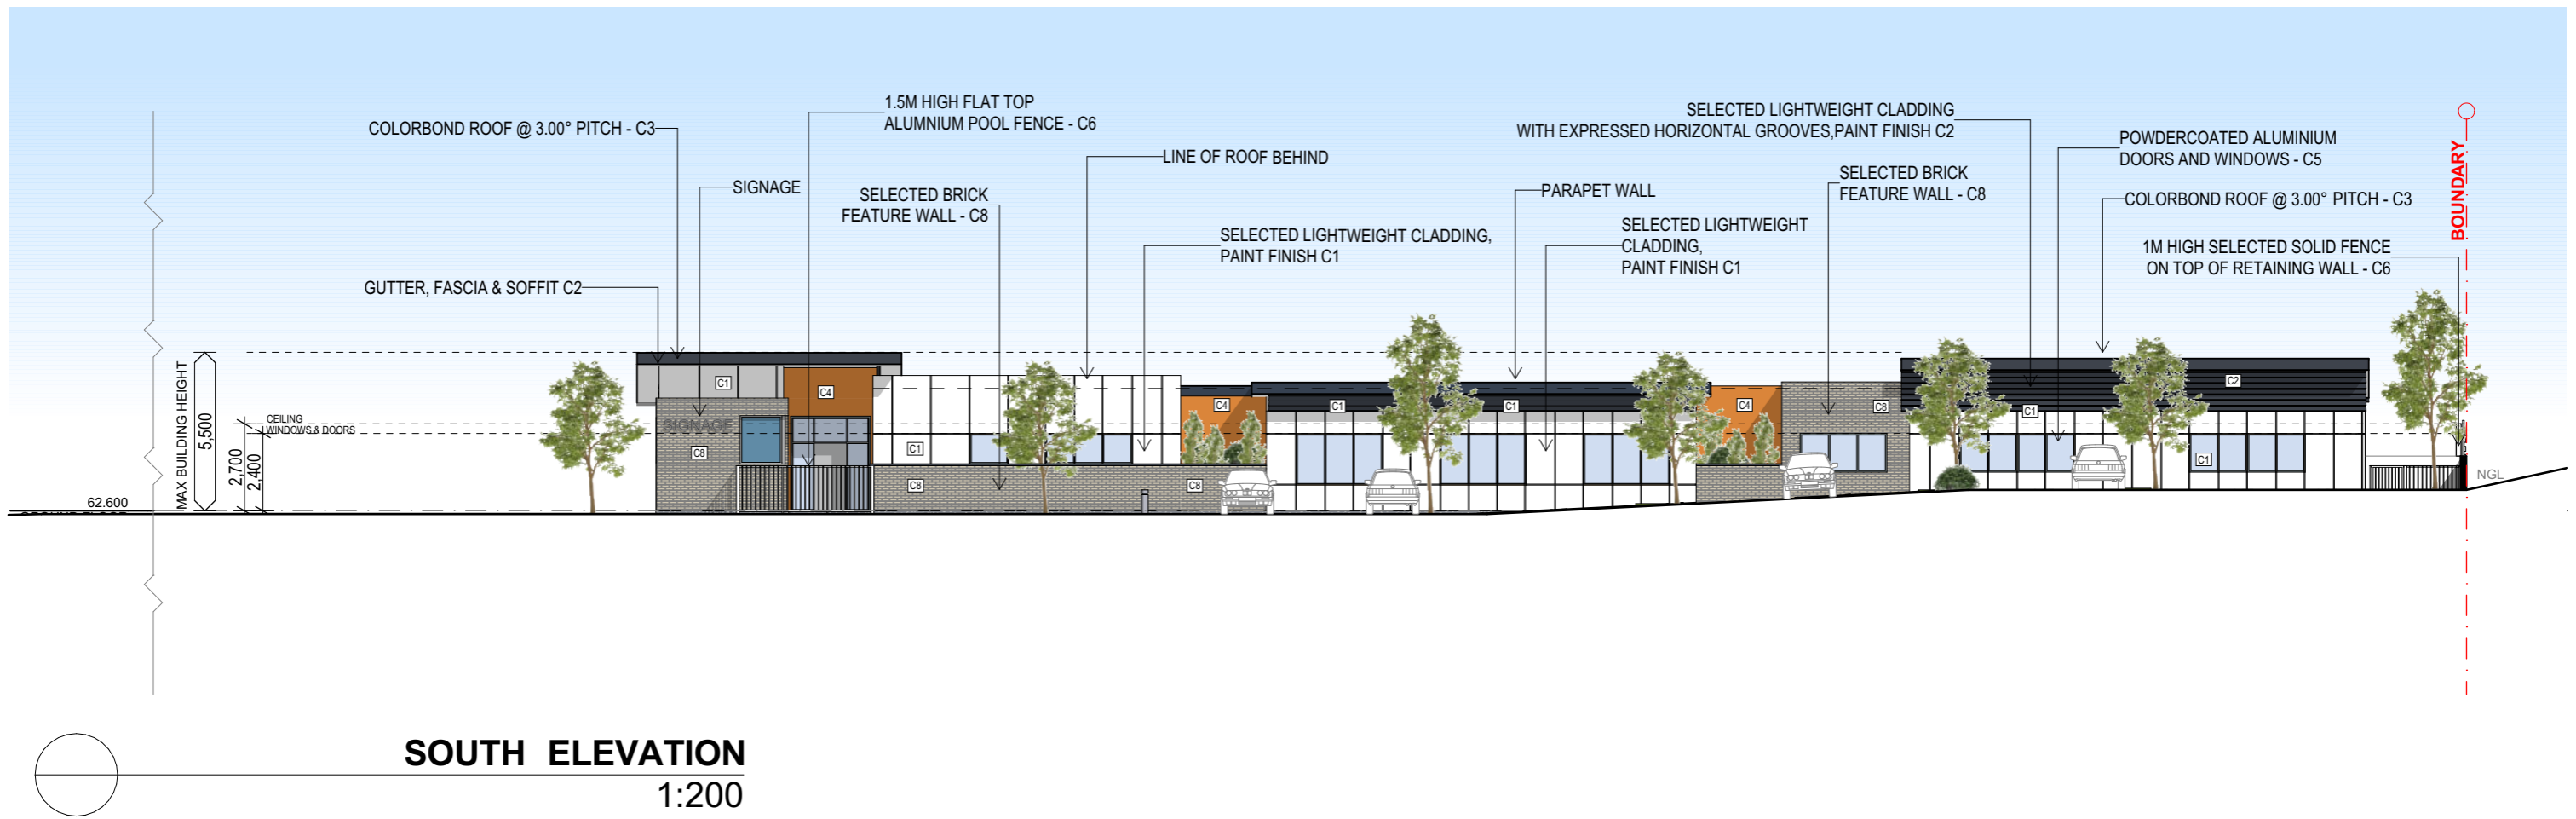 1.5M HIGH FLAT TOP
ALUMNIUM POOL FENCE - C6
COLORBOND ROOF @ 3.00° PITCH - C3
LINE OF ROOF BEHIND
SIGNAGE
SELECTED BRICK
FEATURE WALL - C8
SELECTED LIGHTWEIGHT CLADDING,
PAINT FINISH C1
GUTTER, FASCIA & SOFFIT C2
SELECTED LIGHTWEIGHT CLADDING
WITH EXPRESSED HORIZONTAL GROOVES,PAINT FINISH C2
PARAPET WALL
SELECTED LIGHTWEIGHT
CLADDING,
PAINT FINISH C1
SELECTED BRICK
FEATURE WALL - C8
POWDERCOATED ALUMINIUM
DOORS AND WINDOWS - C5
COLORBOND ROOF @ 3.00° PITCH - C3
1M HIGH SELECTED SOLID FENCE
ON TOP OF RETAINING WALL - C6
BOUNDARY
MAX BUILDING HEIGHT
5,500
2,700
2,400
CEILING
WINDOWS & DOORS
62.600
C1
C4
SIGNAGE
C8
C1
C8
C4
C8
C1
C1
C4
C8
C1
C2
C1
NGL
SOUTH ELEVATION
1:200